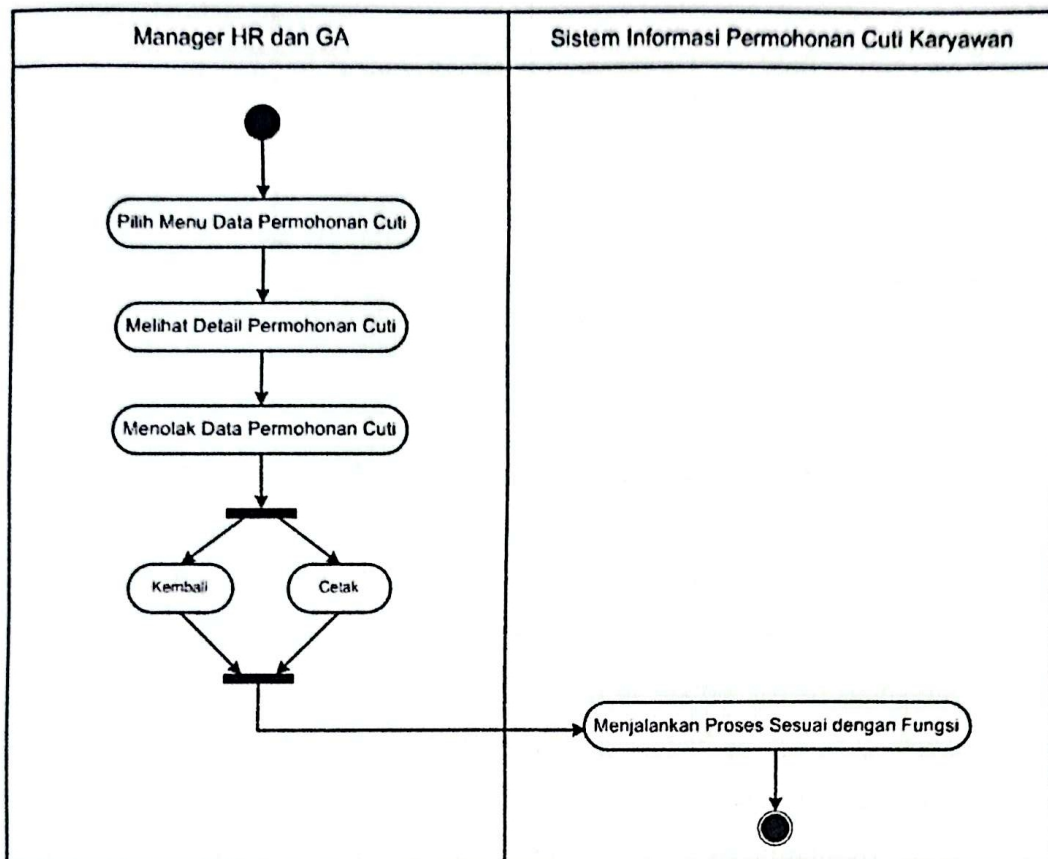 Manager HR dan GA
Sistem Informasi Permohonan Cuti Karyawan
Pilih Menu Data Permohonan Cuti
Melihat Detail Permohonan Cuti
Menolak Data Permohonan Cuti
Kembali
Cetak
Menjalankan Proses Sesuai dengan Fungsi